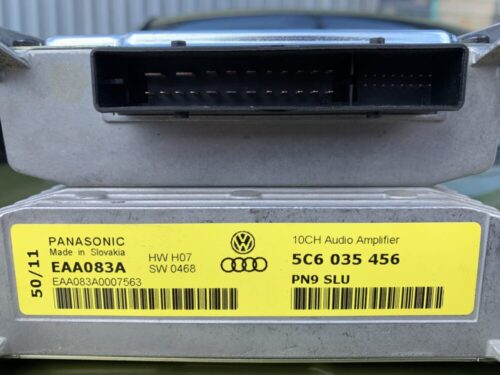 50/11
PANASONIC
Made in Slovakia
EAA083A
EAA083A0007563
HW H07
SW 0468
10CH Audio Amplifier
5C6 035 456
PN9 SLU